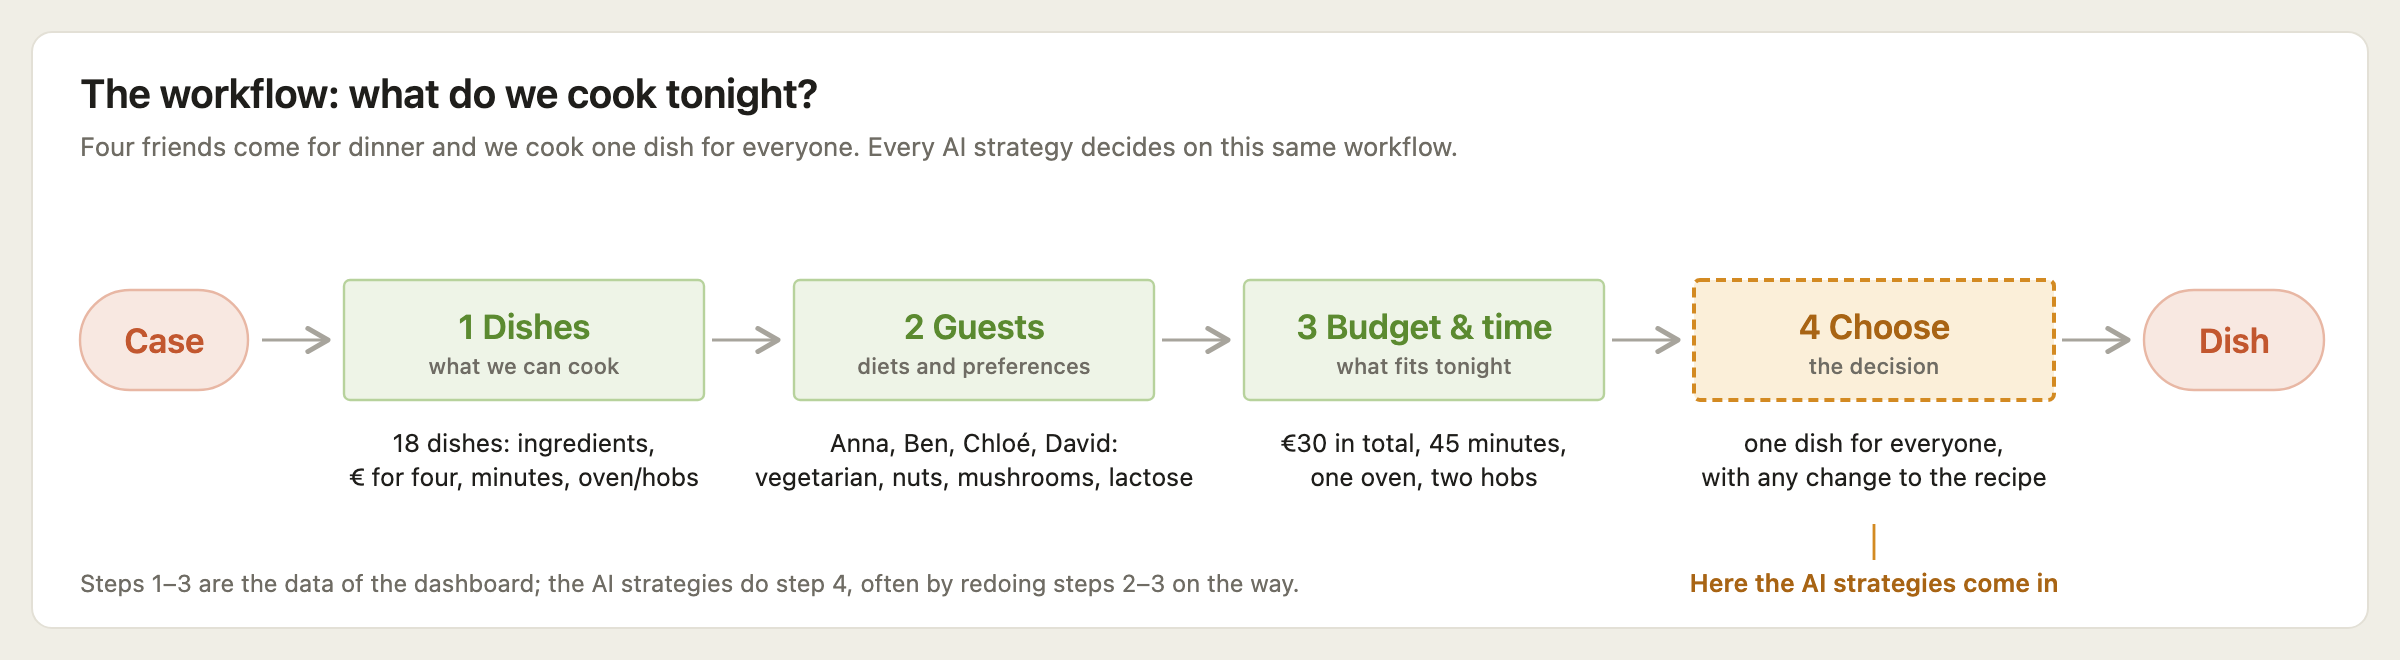 The workflow: what do we cook tonight?
Four friends come for dinner and we cook one dish for everyone. Every AI strategy decides on this same workflow.
Case
1 Dishes
what we can cook
18 dishes: ingredients,
€ for four, minutes, oven/hobs
2 Guests
diets and preferences
Anna, Ben, Chloé, David:
vegetarian, nuts, mushrooms, lactose
3 Budget & time
what fits tonight
€30 in total, 45 minutes,
one oven, two hobs
4 Choose
the decision
one dish for everyone,
with any change to the recipe
Dish
Steps 1–3 are the data of the dashboard; the AI strategies do step 4, often by redoing steps 2–3 on the way.
Here the AI strategies come in